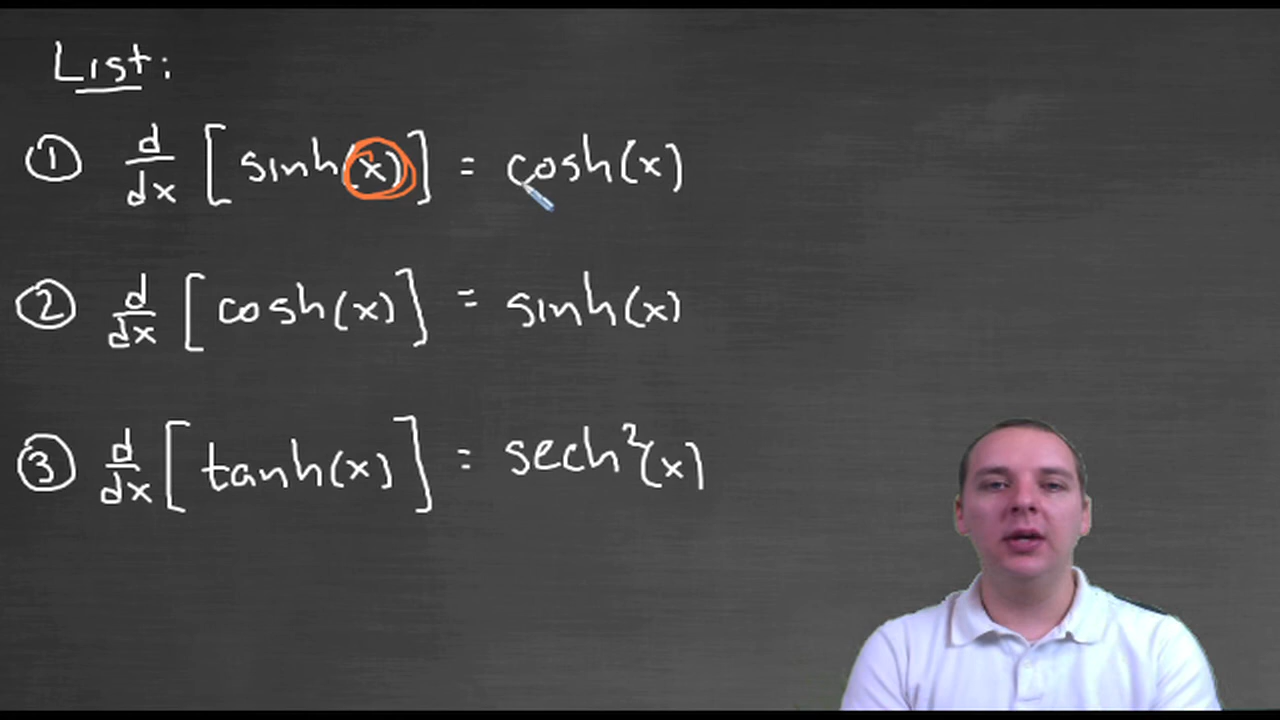 List:
① d/dx [sinh(x)] = cosh(x)
② d/dx [cosh(x)] = sinh(x)
③ d/dx [tanh(x)] = sech²(x)